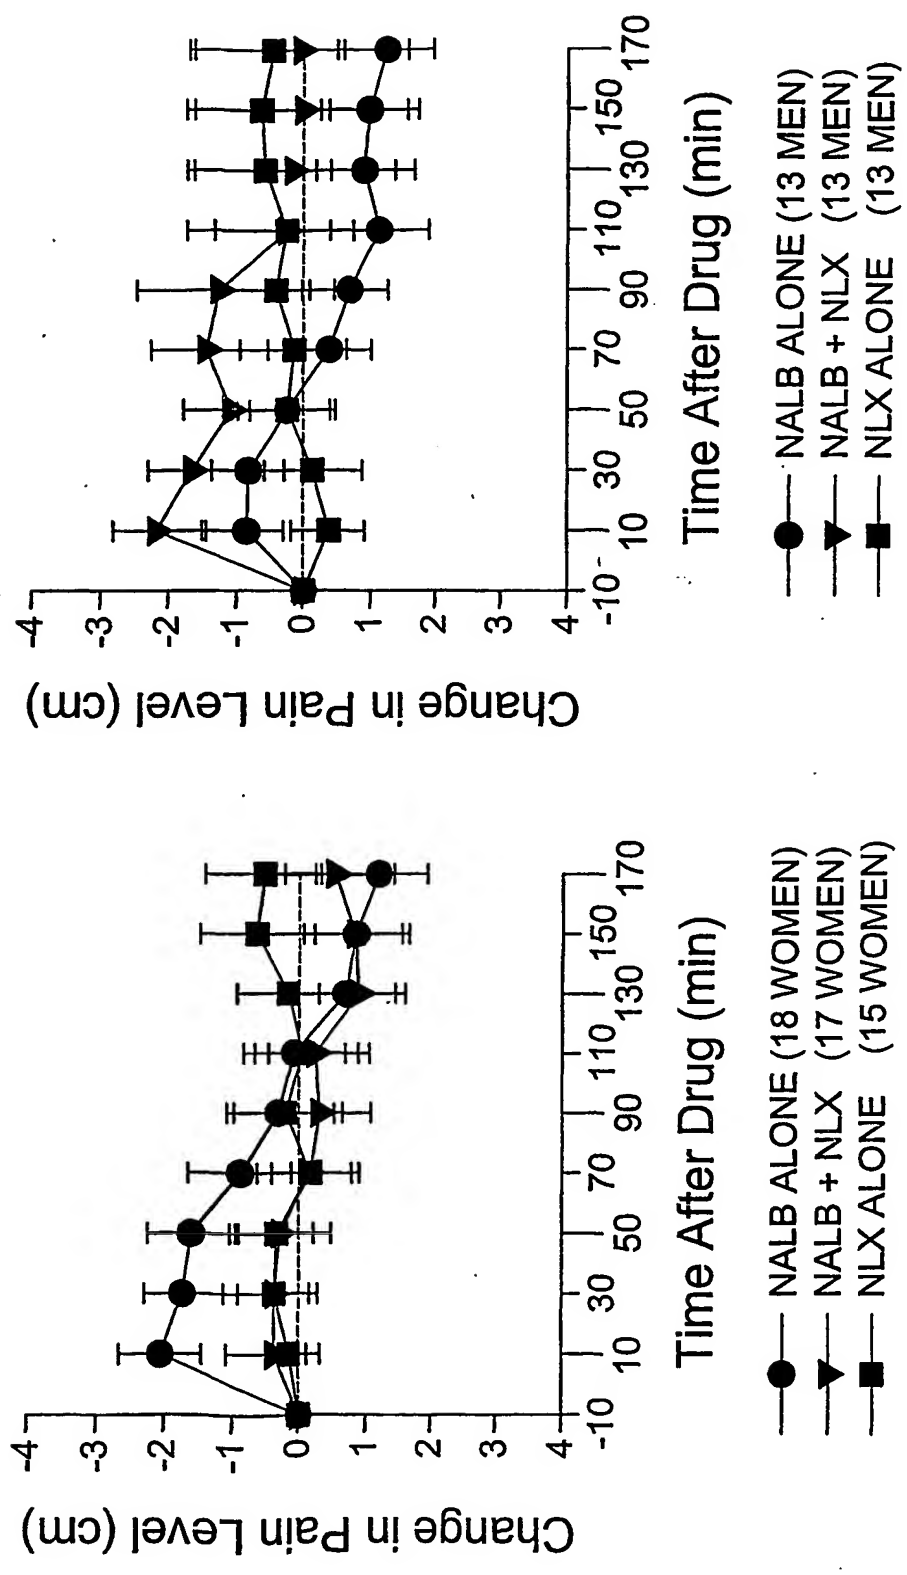 Change in Pain Level (cm)
-4
-3
-2
-1
0
1
2
3
4
-10 10 30 50 70 90 110 130 150 170
Time After Drug (min)
NALB ALONE (18 WOMEN)
NALB + NLX (17 WOMEN)
NLX ALONE (15 WOMEN)
Change in Pain Level (cm)
-4
-3
-2
-1
0
1
2
3
4
-10 10 30 50 70 90 110 130 150 170
Time After Drug (min)
NALB ALONE (13 MEN)
NALB + NLX (13 MEN)
NLX ALONE (13 MEN)